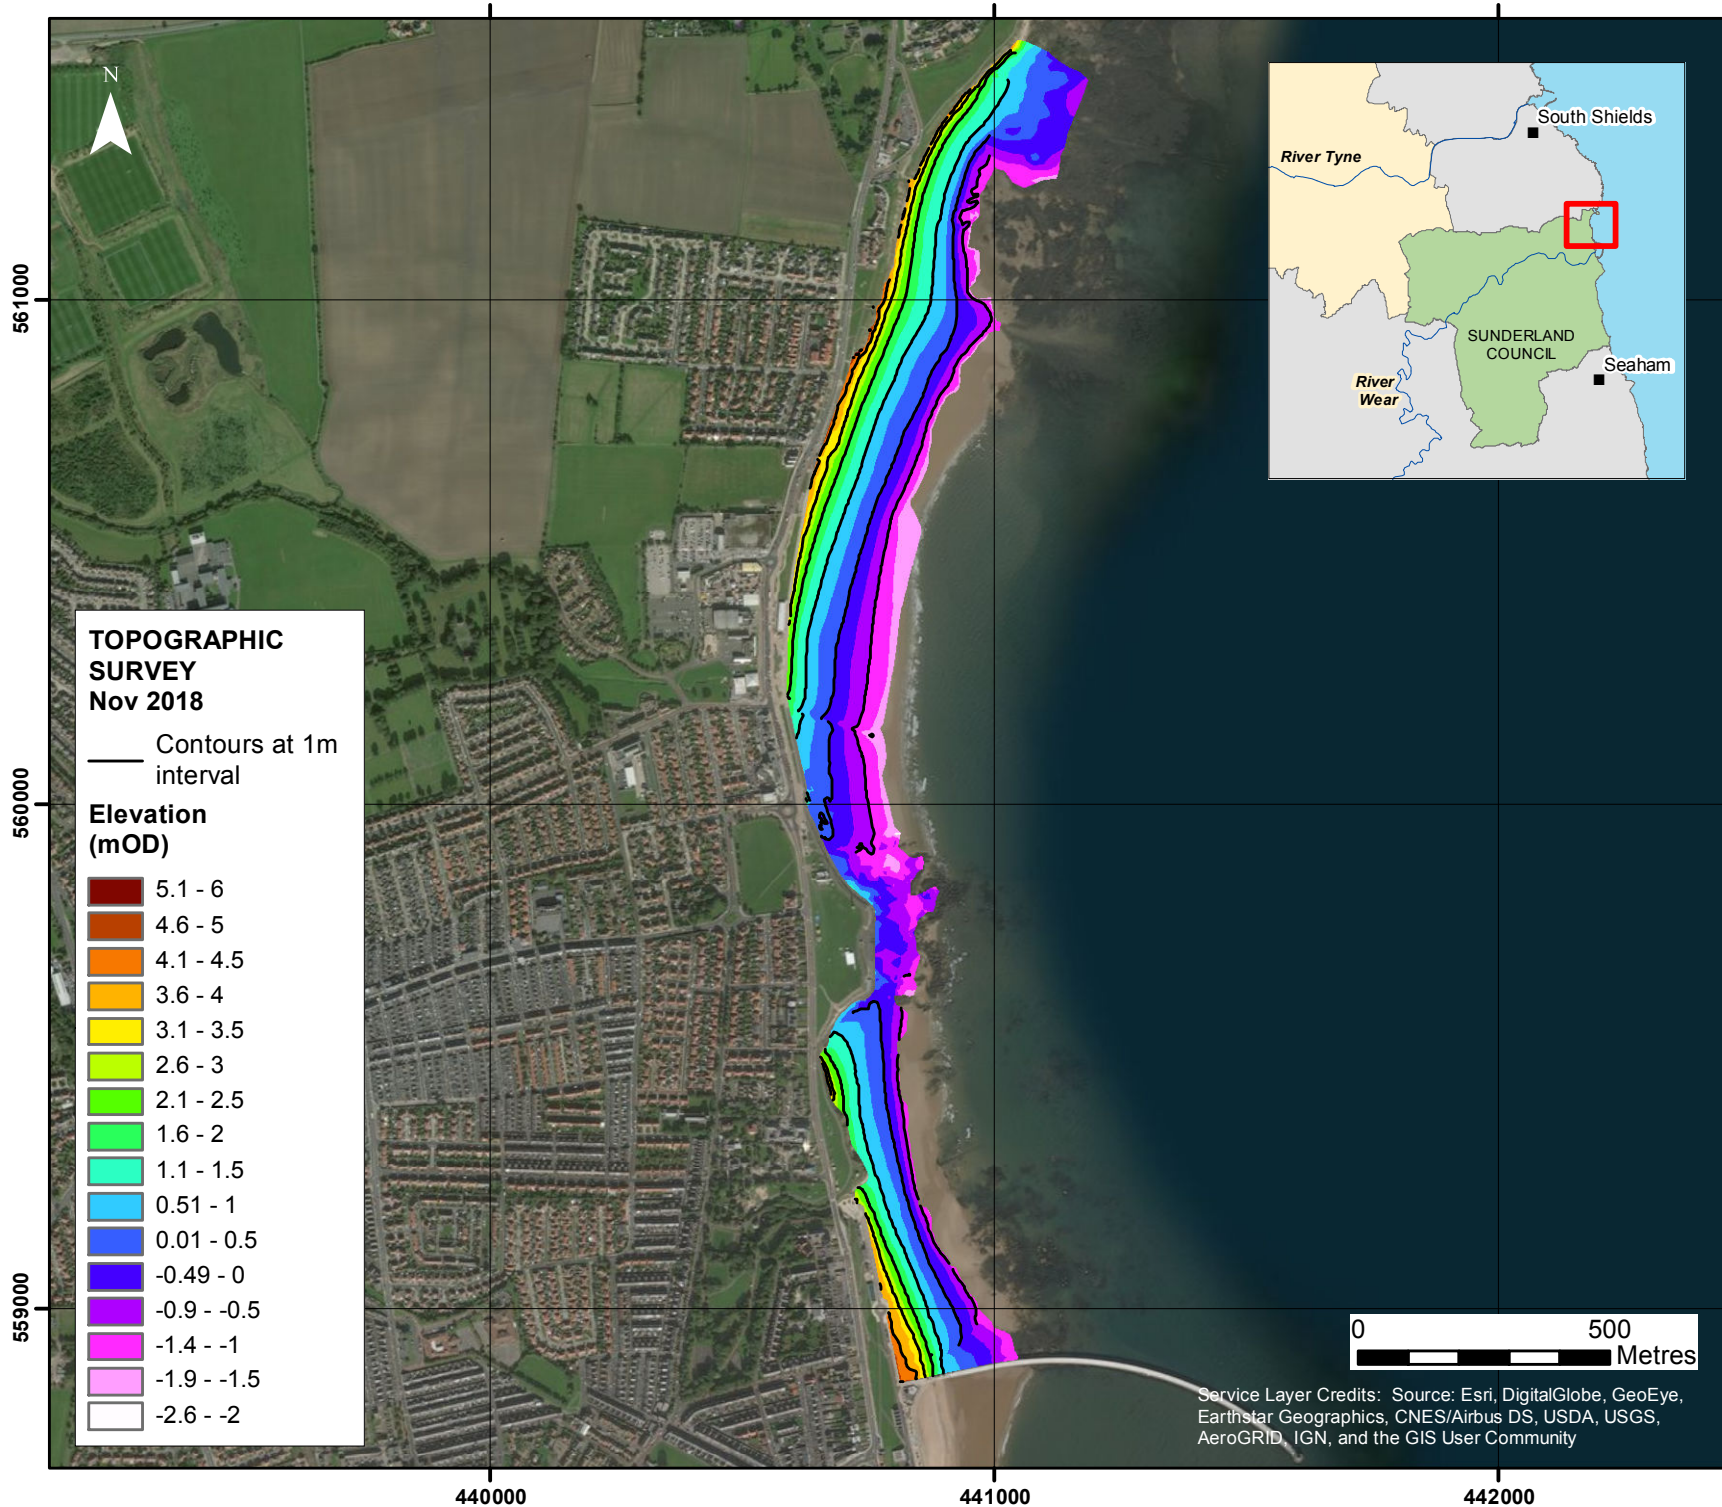 N
South Shields
River Tyne
SUNDERLAND
COUNCIL
Seaham
River
Wear
561000
560000
559000
TOPOGRAPHIC
SURVEY
Nov 2018
Contours at 1m
interval
Elevation
(mOD)
5.1 - 6
4.6 - 5
4.1 - 4.5
3.6 - 4
3.1 - 3.5
2.6 - 3
2.1 - 2.5
1.6 - 2
1.1 - 1.5
0.51 - 1
0.01 - 0.5
-0.49 - 0
-0.9 - -0.5
-1.4 - -1
-1.9 - -1.5
-2.6 - -2
0 500
Metres
Service Layer Credits: Source: Esri, DigitalGlobe, GeoEye,
Earthstar Geographics, CNES/Airbus DS, USDA, USGS,
AeroGRID, IGN, and the GIS User Community
440000 441000 442000